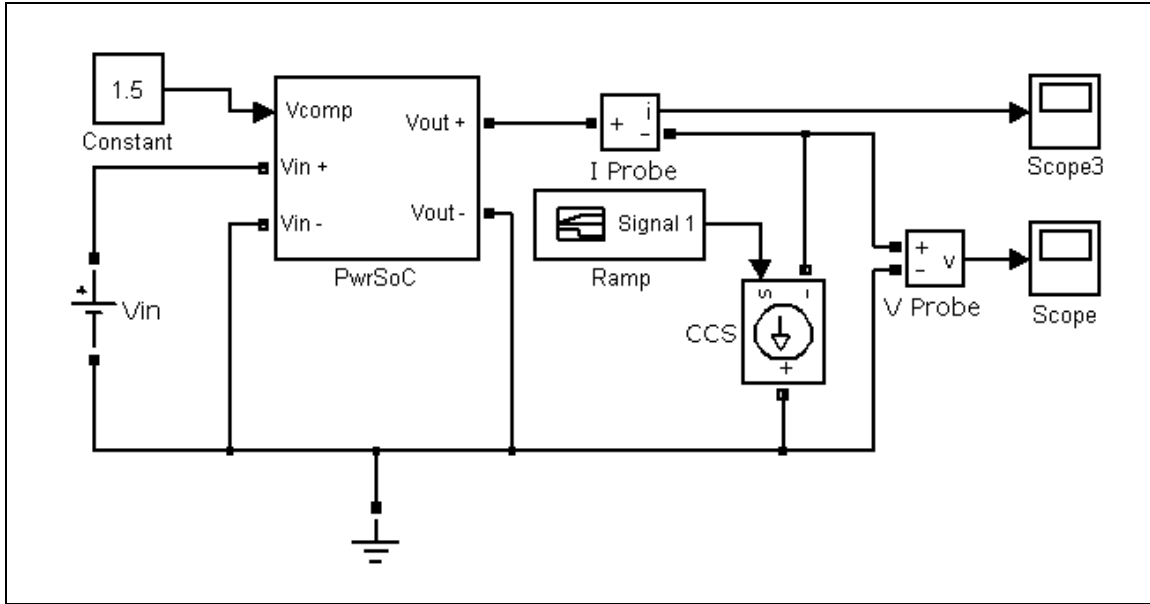 1.5
Constant
Vcomp
Vin +
Vin -
Vout +
Vout -
PwrSoC
+
i
-
I Probe
Scope3
Signal 1
Ramp
+
Vin
S
-
+
CCS
+
-
v
V Probe
Scope